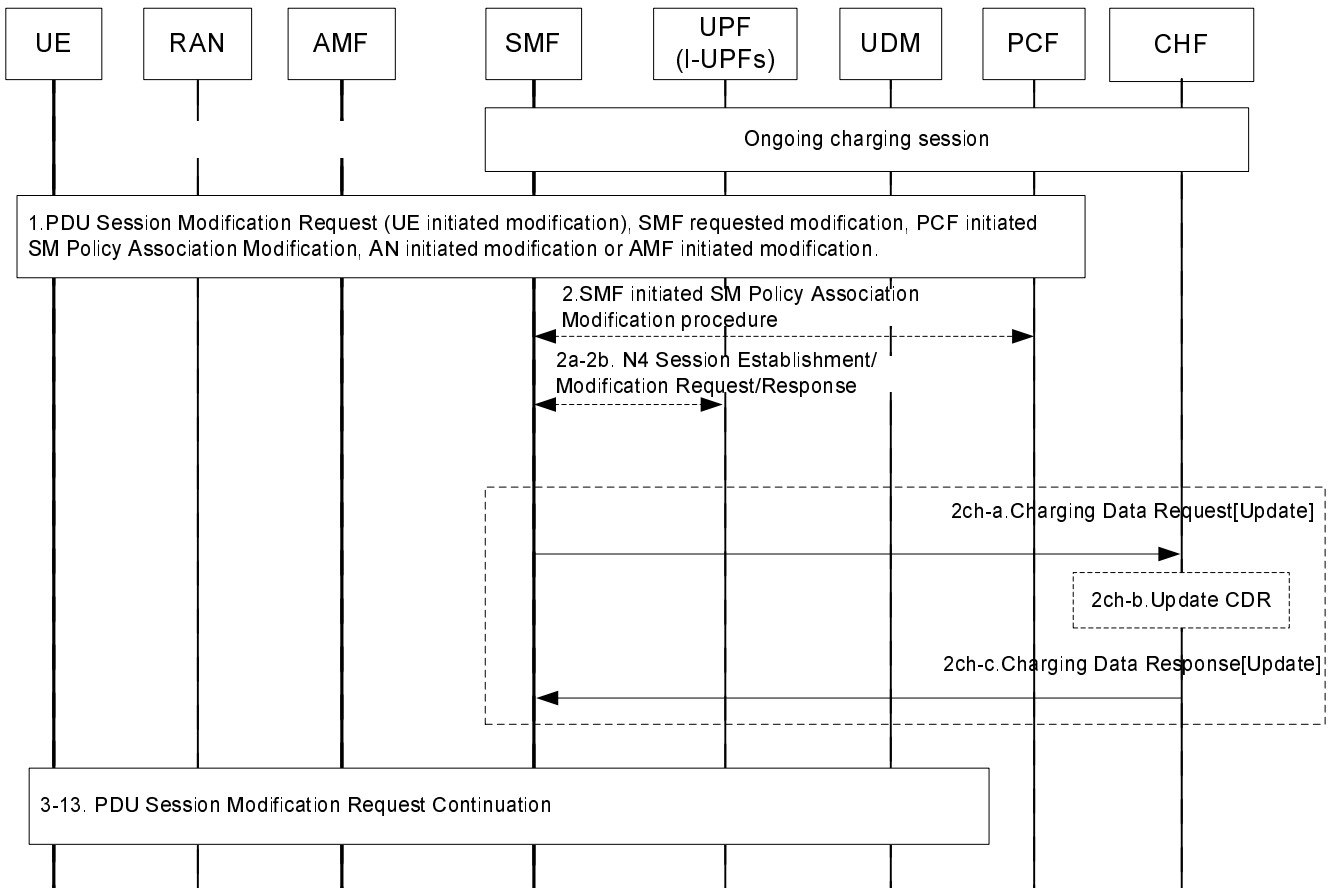 UE
RAN
AMF
SMF
UPF
(I-UPFs)
UDM
PCF
CHF
Ongoing charging session
1.PDU Session Modification Request (UE initiated modification), SMF requested modification, PCF initiated
SM Policy Association Modification, AN initiated modification or AMF initiated modification.
2.SMF initiated SM Policy Association
Modification procedure
2a-2b. N4 Session Establishment/
Modification Request/Response
2ch-a.Charging Data Request[Update]
2ch-b.Update CDR
2ch-c.Charging Data Response[Update]
3-13. PDU Session Modification Request Continuation